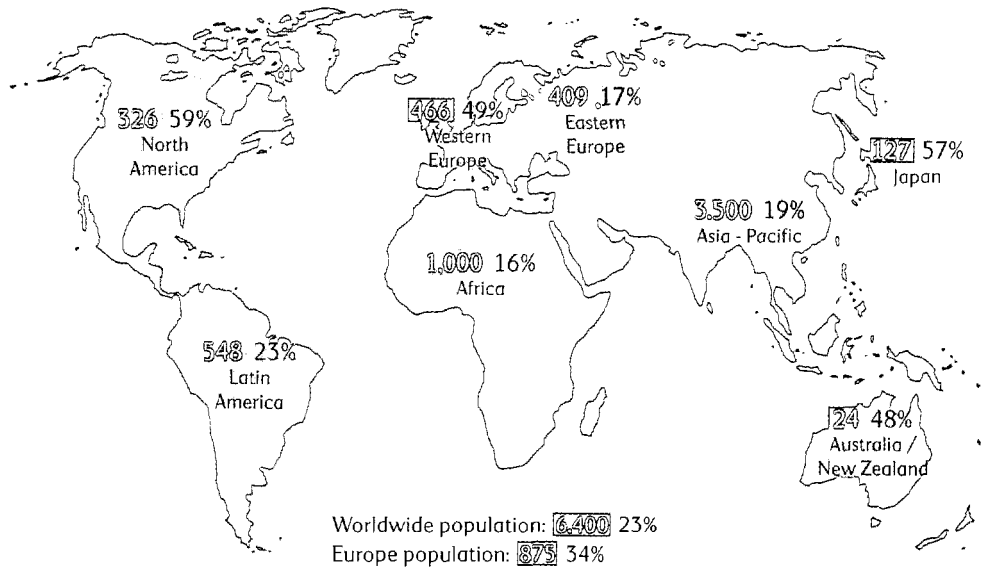 326 59%
North
America
466 49%
Western
Europe
409 17%
Eastern
Europe
127 57%
Japan
3.500 19%
Asia - Pacific
1,000 16%
Africa
548 23%
Latin
America
24 48%
Australia /
New Zealand
Worldwide population: 6.400 23%
Europe population: 875 34%